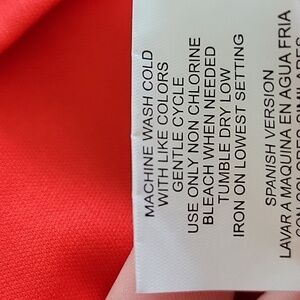 MACHINE WASH COLD
WITH LIKE COLORS
GENTLE CYCLE
USE ONLY NON CHLORINE
BLEACH WHEN NEEDED
TUMBLE DRY LOW
IRON ON LOWEST SETTING
SPANISH VERSION
LAVAR A MAQUINA EN AGUA FRIA